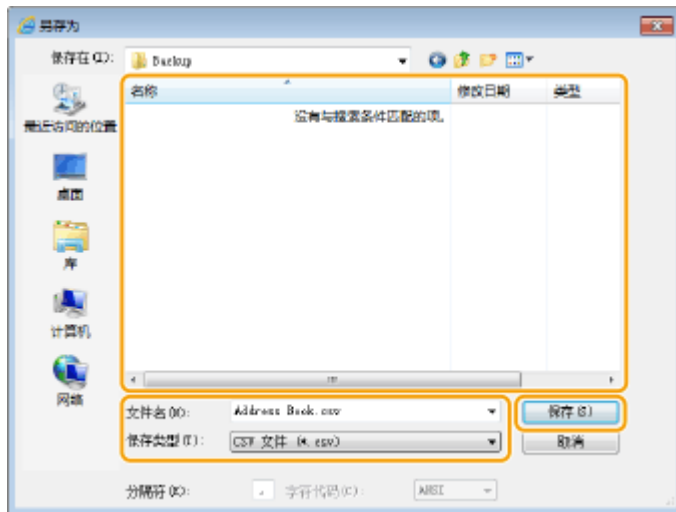 另存为
保存在(I): Backup
名称 修改日期 类型
没有与搜索条件匹配的项。
最近访问的位置
桌面
库
计算机
网络
文件名(N): Address Book.csv 保存(S)
保存类型(T): CSV 文件 (*.csv) 取消
分隔符(K): , 字符代码(C): ANSI